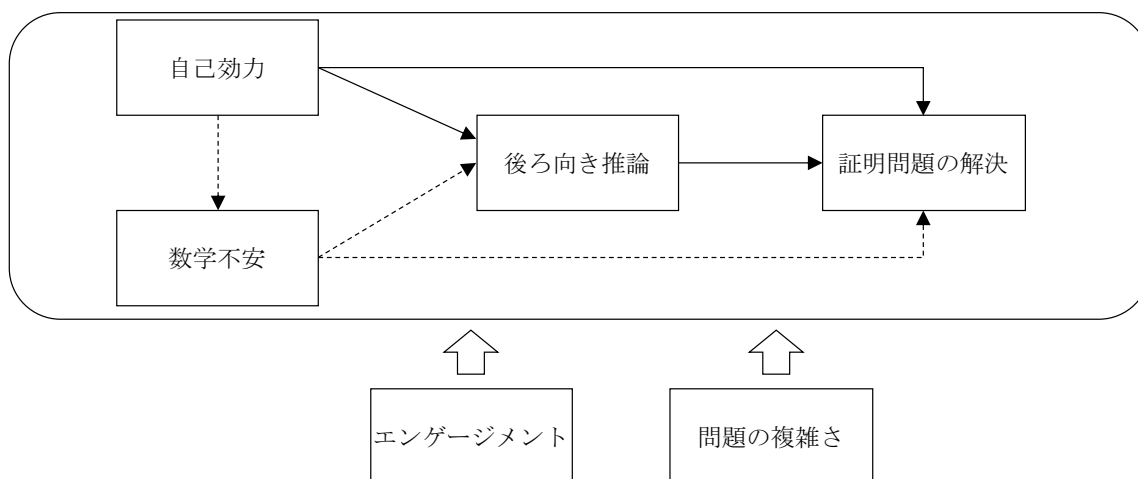 自己効力
後ろ向き推論
証明問題の解決
数学不安
エンゲージメント
問題の複雑さ